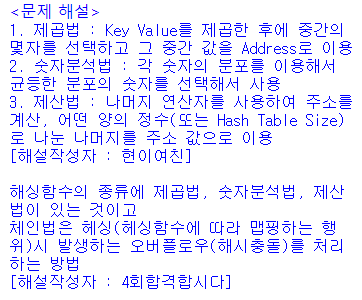 <문제 해설>
1. 제곱법 : Key Value를 제곱한 후에 중간의
몇자를 선택하고 그 중간 값을 Address로 이용
2. 숫자분석법 : 각 숫자의 분포를 이용해서
균등한 분포의 숫자를 선택해서 사용
3. 제산법 : 나머지 연산자를 사용하여 주소를
계산, 어떤 양의 정수(또는 Hash Table Size)
로 나눈 나머지를 주소 값으로 이용
[해설작성자 : 현이여친]

해싱함수의 종류에 제곱법, 숫자분석법, 제산
법이 있는 것이고
체인법은 헤싱(헤싱함수에 따라 맵핑하는 행
위)시 발생하는 오버플로우(해시충돌)를 처리
하는 방법
[해설작성자 : 4회합격합시다]